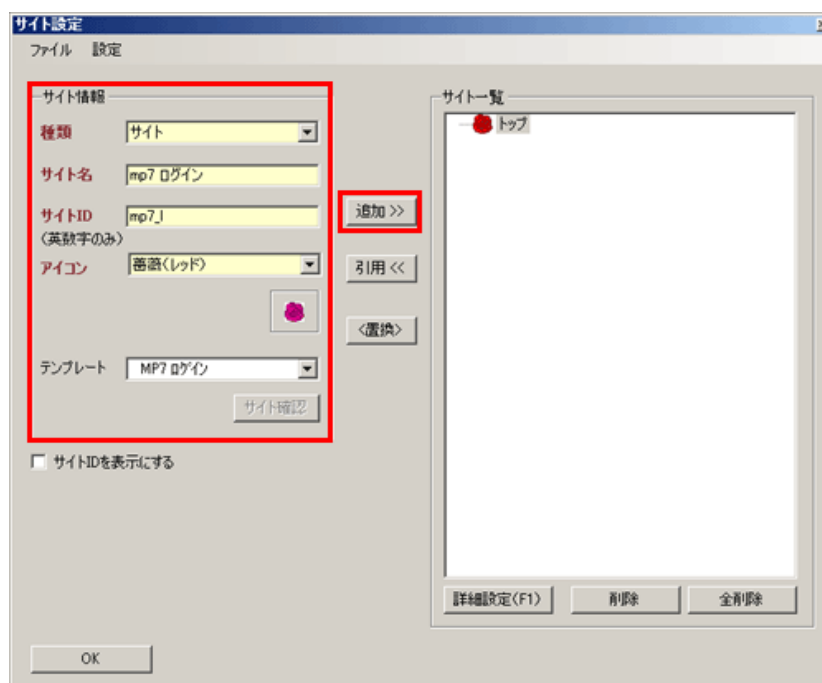 サイト設定
ファイル 設定
サイト情報
種類 サイト
サイト名 mp7 ログイン
サイトID mp7_l
(英数字のみ)
アイコン 薔薇(レッド)
テンプレート MP7 ログイン
サイト確認
サイトIDを表示にする
追加 >>
引用 <<
<置換>
サイト一覧
トップ
詳細設定(F1) 削除 全削除
OK